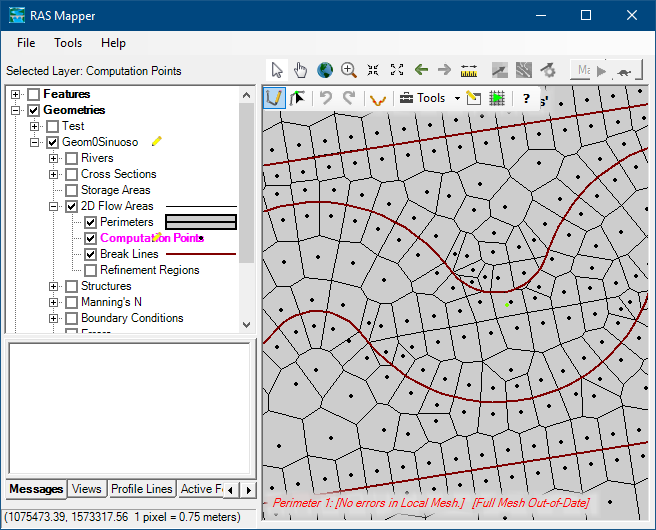 RAS Mapper
File Tools Help
Selected Layer: Computation Points
Features
Geometries
Test
Geom0Sinuoso
Rivers
Cross Sections
Storage Areas
2D Flow Areas
Perimeters
Computation Points
Break Lines
Refinement Regions
Structures
Manning's N
Boundary Conditions
Messages Views Profile Lines Active
(1075473.39, 1573317.56 1 pixel = 0.75 meters)
Ma
Tools ?
Perimeter 1: [No errors in Local Mesh.] [Full Mesh Out-of-Date]